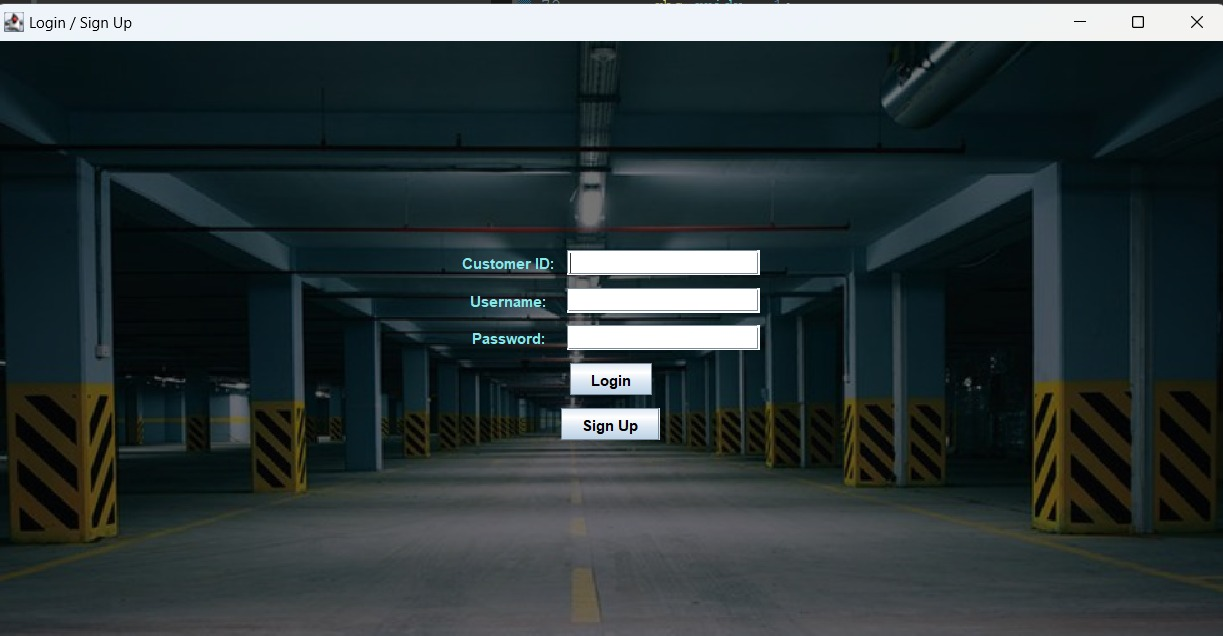 Login / Sign Up
Customer ID:
Username:
Password:
Login
Sign Up